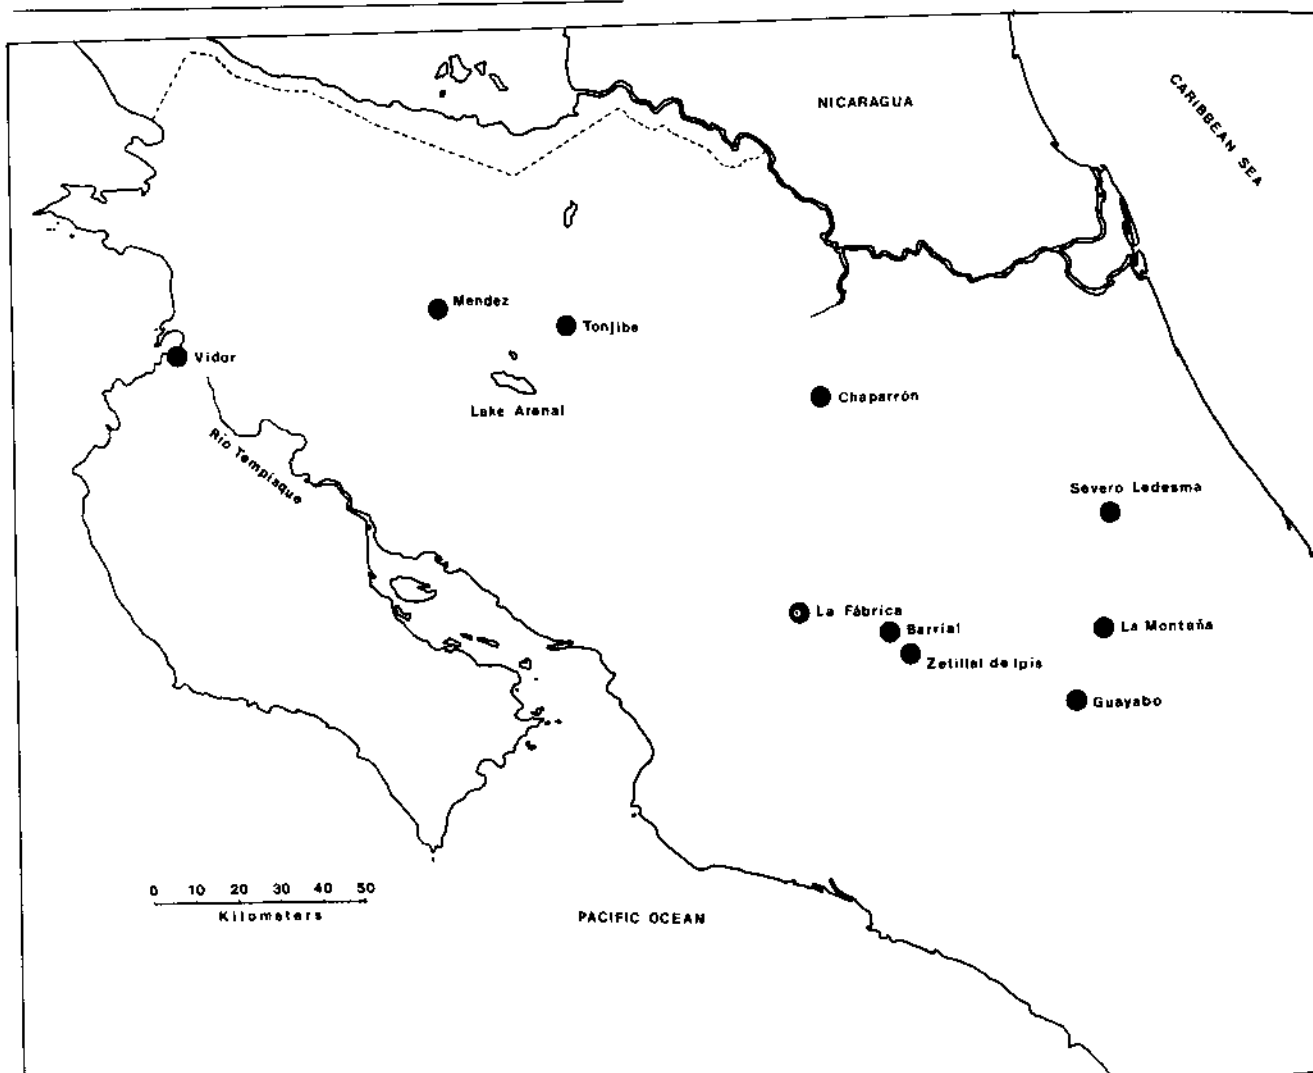 NICARAGUA
CARIBBEAN SEA
Mendez
Tonjibe
Vidor
Lake Arenal
Chaparrón
Río Tempisque
Severo Ledesma
La Fábrica
Barrial
La Montaña
Zetillal de Ipís
Guayabo
0 10 20 30 40 50
Kilometers
PACIFIC OCEAN